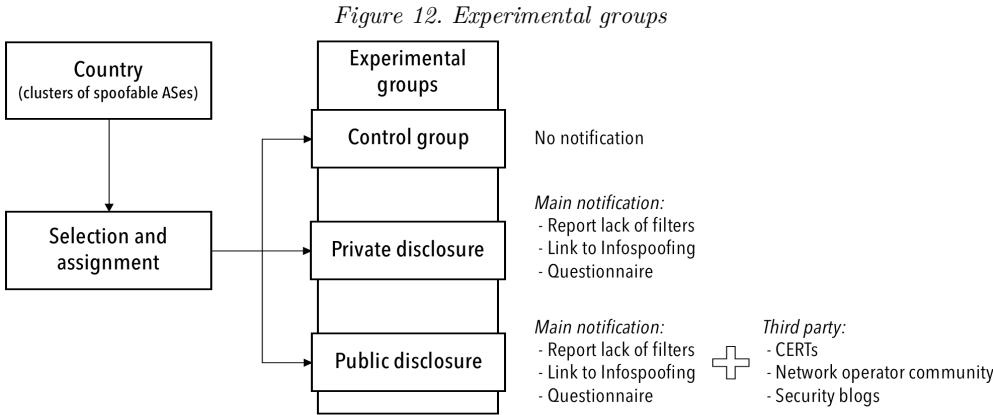 Figure 12. Experimental groups
Country
(clusters of spoofable ASes)
Selection and
assignment
Experimental
groups
Control group
No notification
Private disclosure
Main notification:
- Report lack of filters
- Link to Infospoofing
- Questionnaire
Public disclosure
Main notification:
- Report lack of filters
- Link to Infospoofing
- Questionnaire
Third party:
- CERTs
- Network operator community
- Security blogs